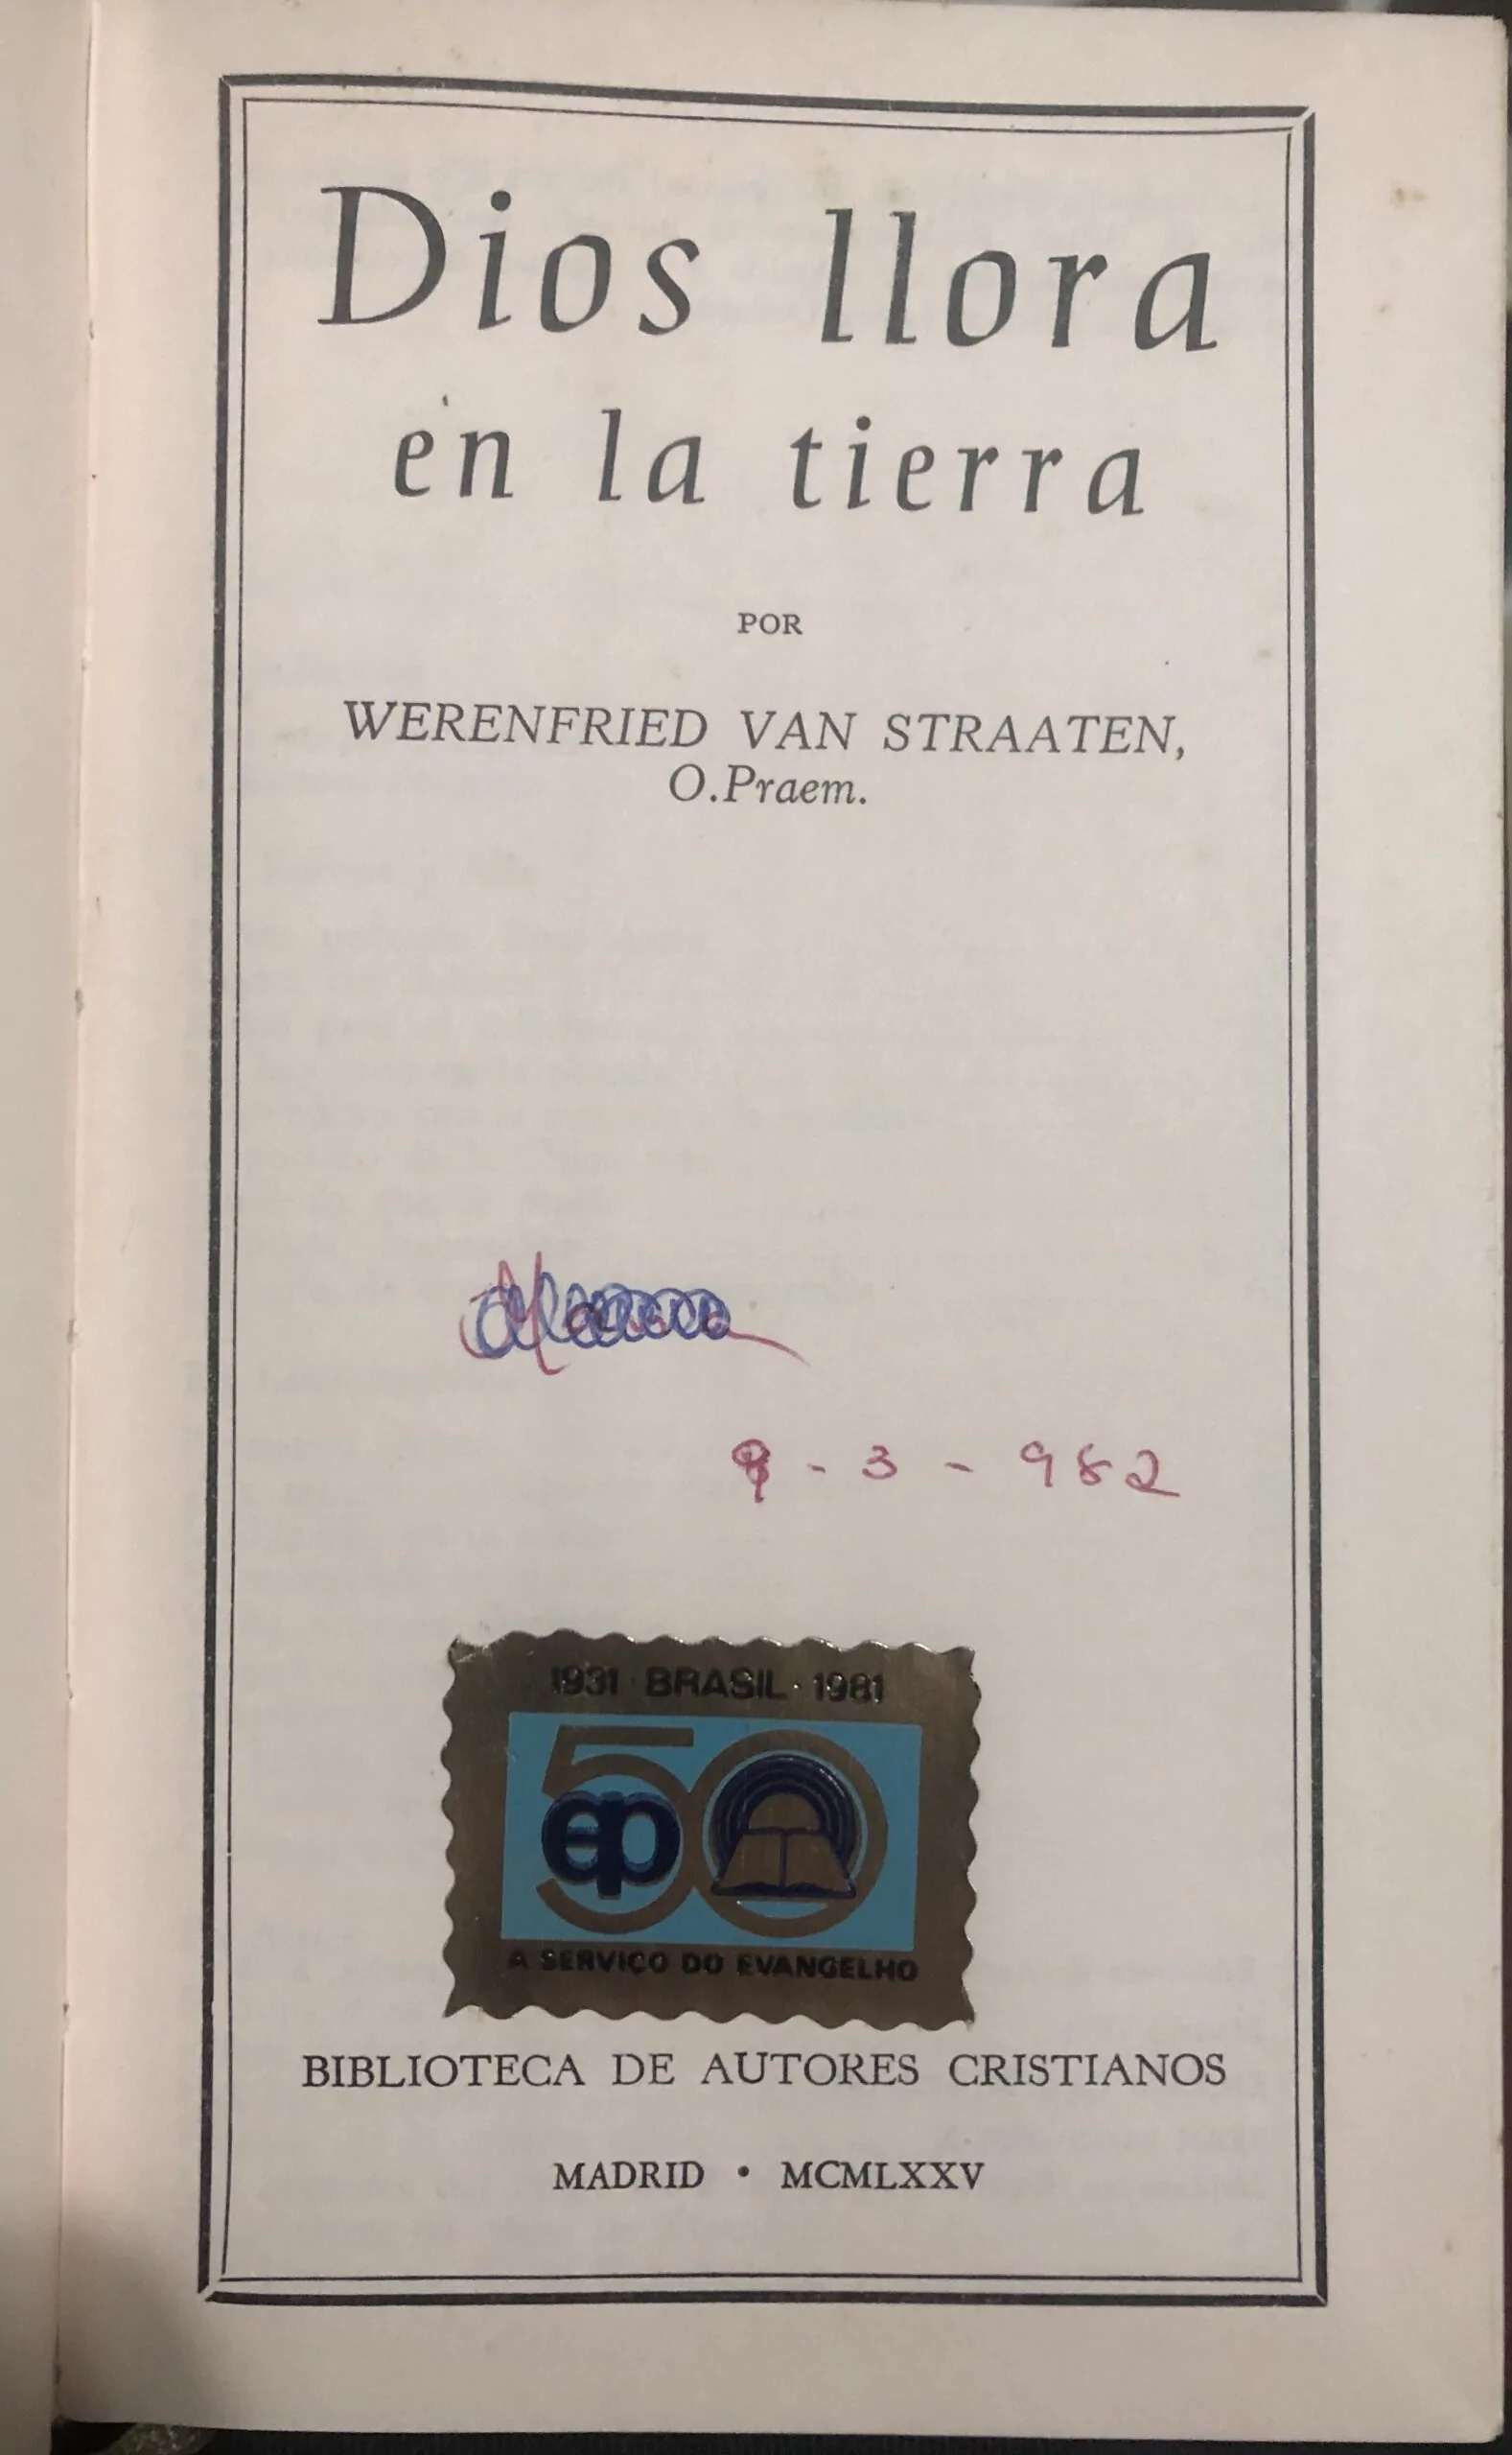 Dios llora
en la tierra
POR
WERENFRIED VAN STRAATEN,
O.Praem.
9 - 3 - 982
1931 · BRASIL · 1981
50
ep
A SERVIÇO DO EVANGELHO
BIBLIOTECA DE AUTORES CRISTIANOS
MADRID • MCMLXXV